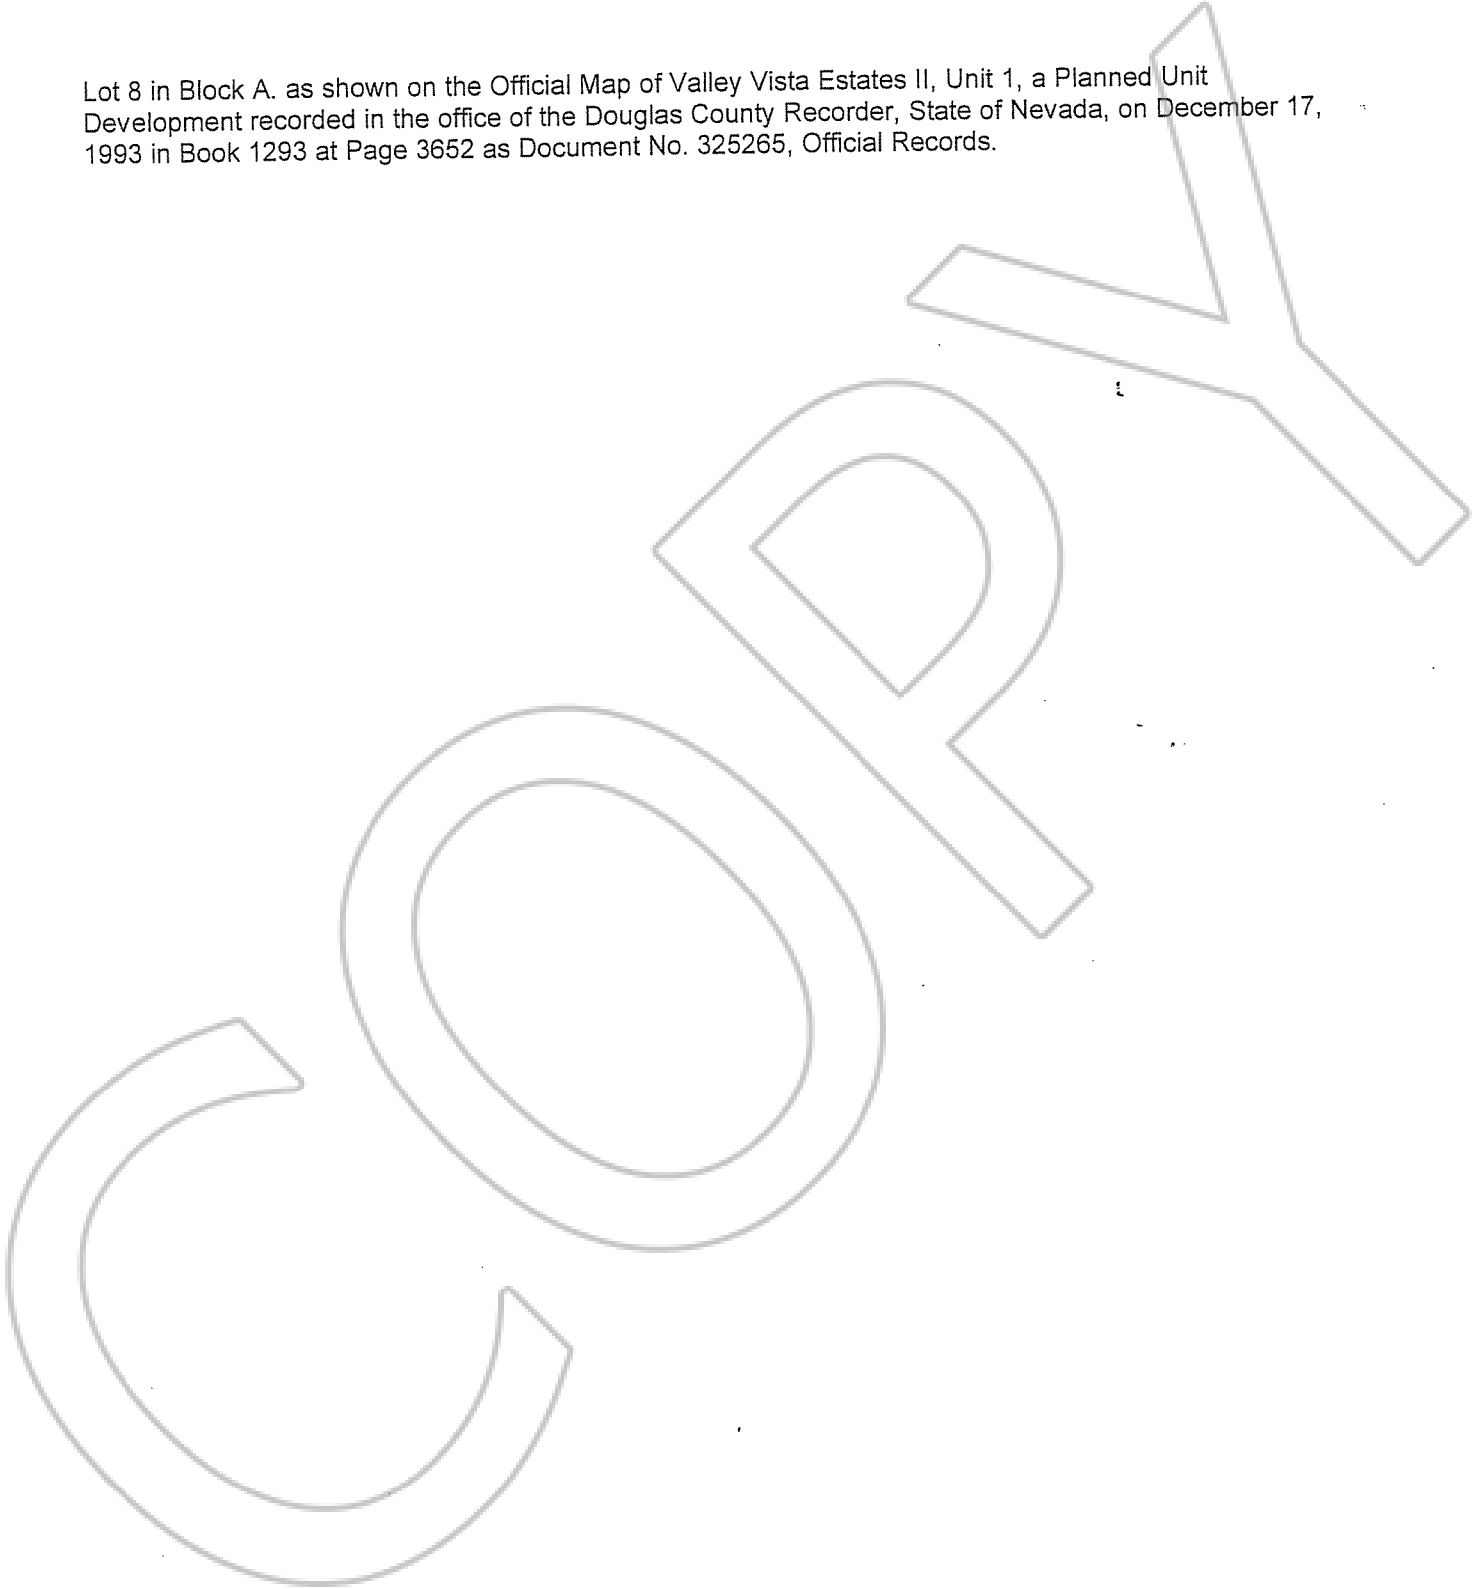 Lot 8 in Block A. as shown on the Official Map of Valley Vista Estates II, Unit 1, a Planned Unit
Development recorded in the office of the Douglas County Recorder, State of Nevada, on December 17,
1993 in Book 1293 at Page 3652 as Document No. 325265, Official Records.
COPY